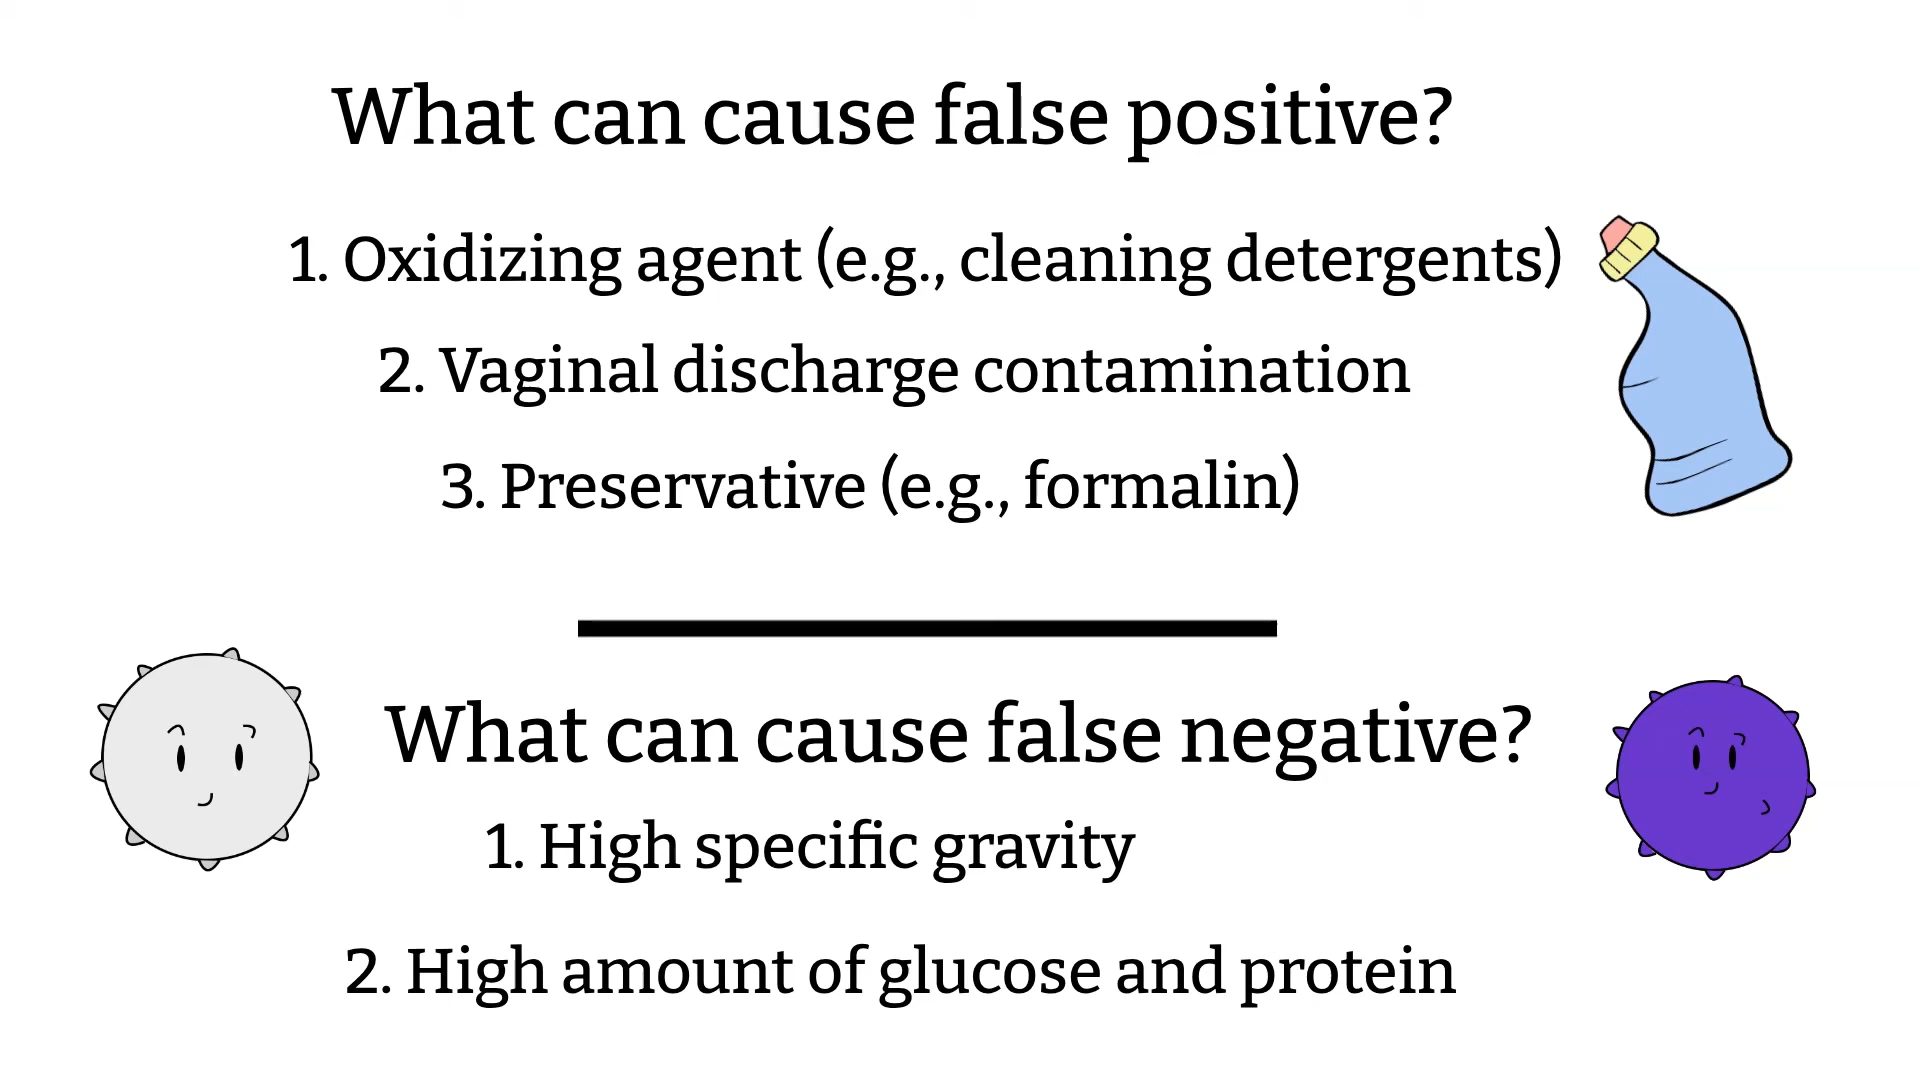 What can cause false positive?
1. Oxidizing agent (e.g., cleaning detergents)
2. Vaginal discharge contamination
3. Preservative (e.g., formalin)
What can cause false negative?
1. High specific gravity
2. High amount of glucose and protein